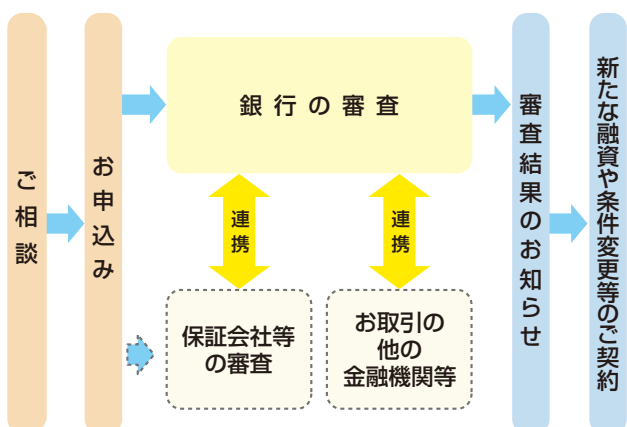 ご相談
お申込み
銀行の審査
連携
連携
保証会社等
の審査
お取引の
他の
金融機関等
審査結果のお知らせ
新たな融資や条件変更等のご契約